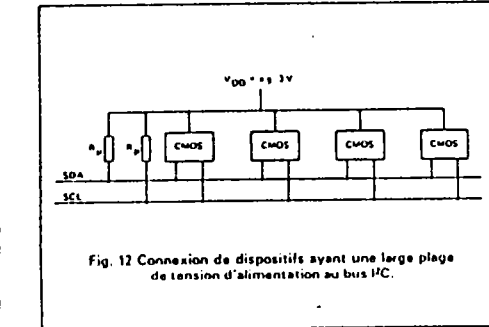 VDD = e.g. 3V
Rp Rp CMOS CMOS CMOS CMOS
SDA
SCL
Fig. 12 Connexion de dispositifs ayant une large plage
de tension d'alimentation au bus I²C.